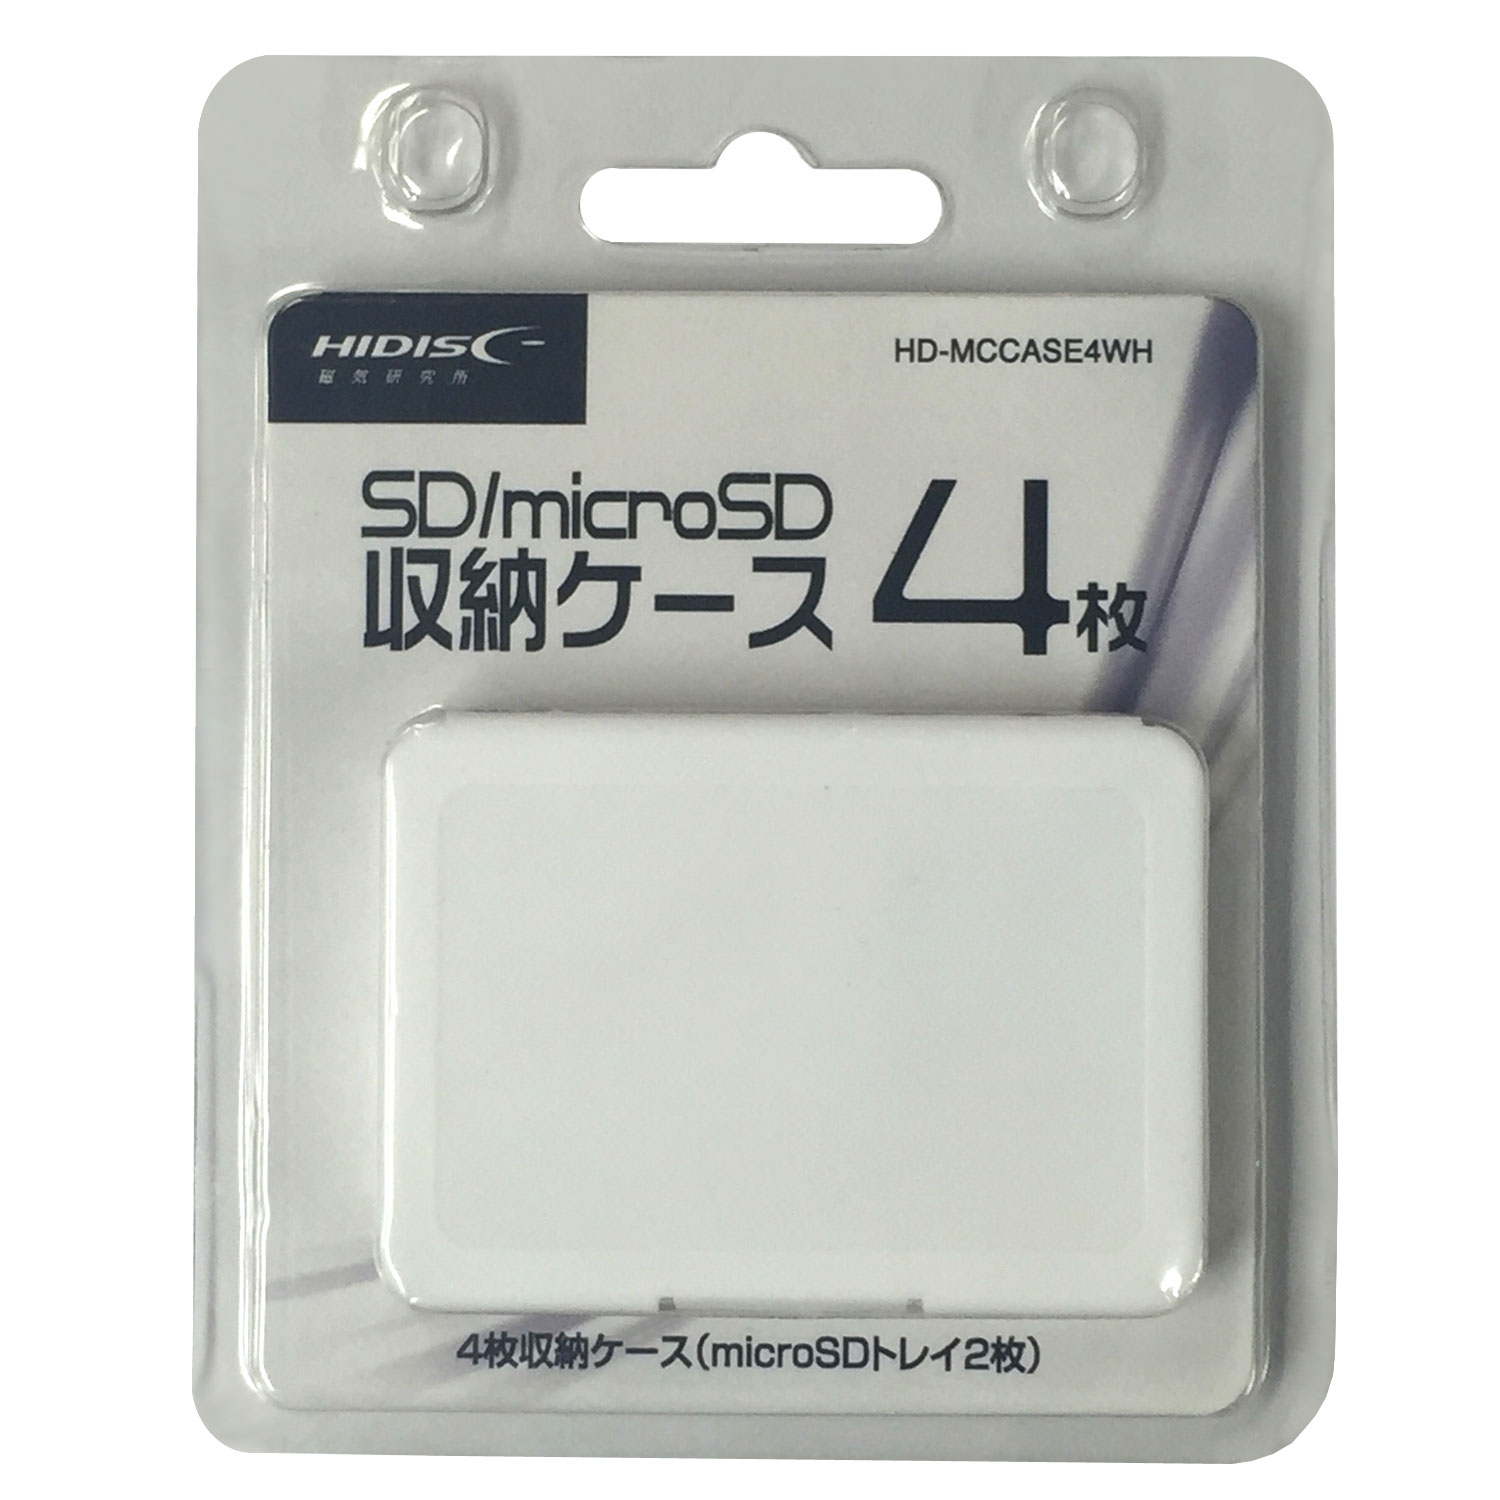 HIDISC
磁気研究所
HD-MCCASE4WH
SD/microSD
収納ケース 4枚
4枚収納ケース(microSDトレイ2枚)